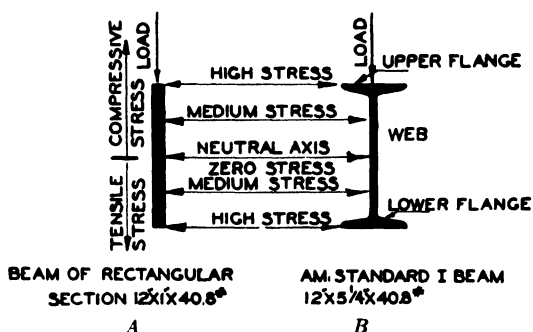 COMPRESSIVE
STRESS
LOAD
LOAD
UPPER FLANGE
HIGH STRESS
MEDIUM STRESS
WEB
NEUTRAL AXIS
ZERO STRESS
MEDIUM STRESS
TENSILE
STRESS
LOWER FLANGE
HIGH STRESS
BEAM OF RECTANGULAR
SECTION 12"X1"X40.8#
A
AM. STANDARD I BEAM
12"X5 1/4"X40.8#
B